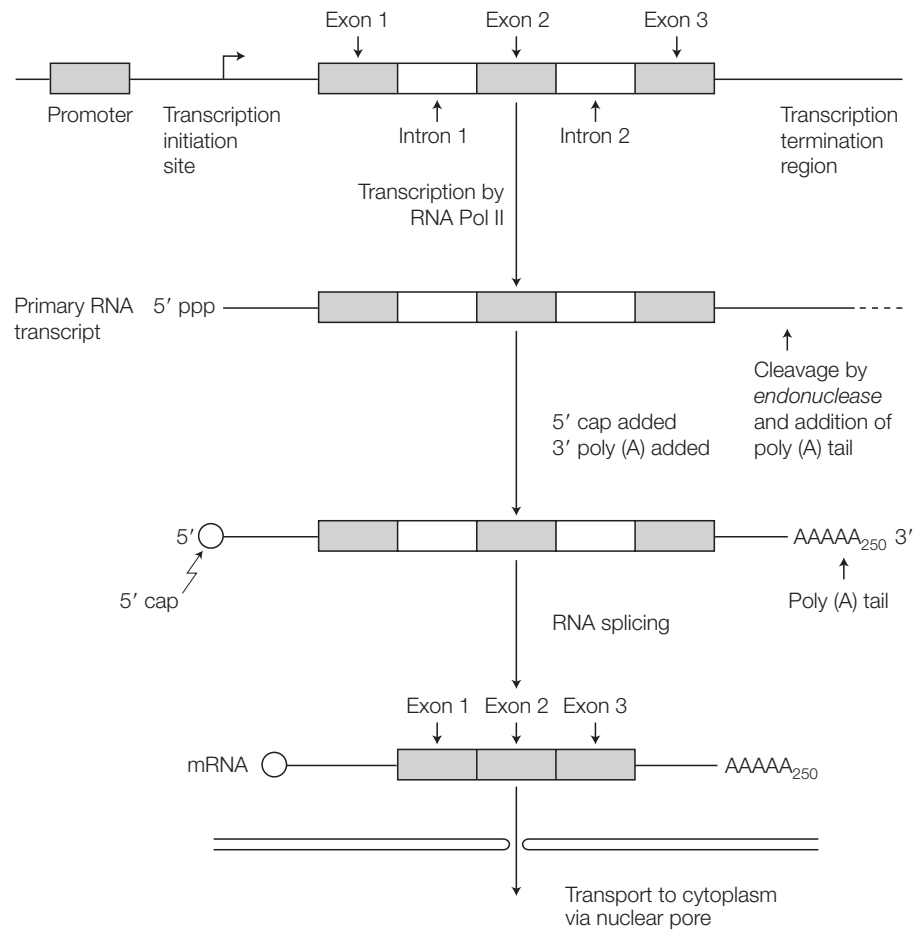 Exon 1
Exon 2
Exon 3
Promoter
Transcription
initiation
site
Intron 1
Intron 2
Transcription
termination
region
Transcription by
RNA Pol II
Primary RNA
transcript
5′ ppp
Cleavage by
endonuclease
and addition of
poly (A) tail
5′ cap added
3′ poly (A) added
5′
AAAAA250 3′
5′ cap
Poly (A) tail
RNA splicing
Exon 1
Exon 2
Exon 3
mRNA
AAAAA250
Transport to cytoplasm
via nuclear pore